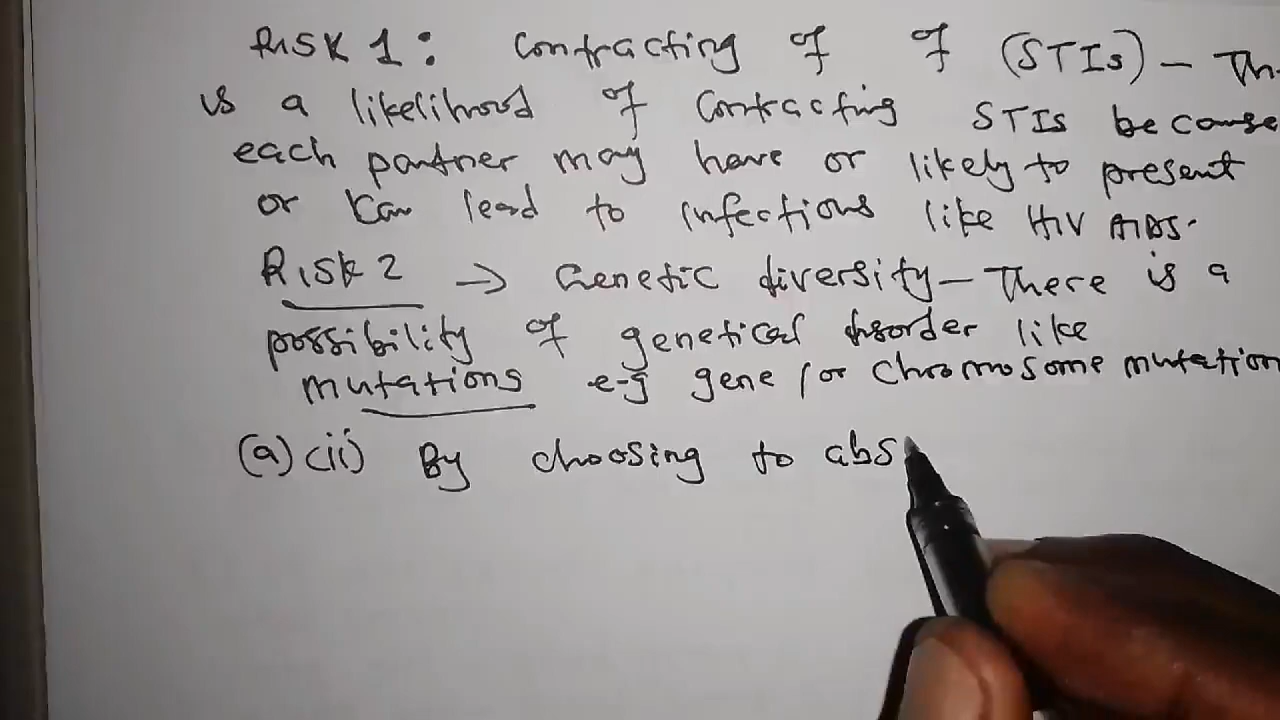 RISK 1: Contracting of of (STIs) - Th
is a likelihood of contracting STIs because
each partner may have or likely to present
or can lead to infections like HIV AIDS.
RISK 2 → Genetic diversity - There is a
possibility of genetical disorder like
mutations e-g gene / or Chromosome mutation
(a) (ii) By choosing to abs